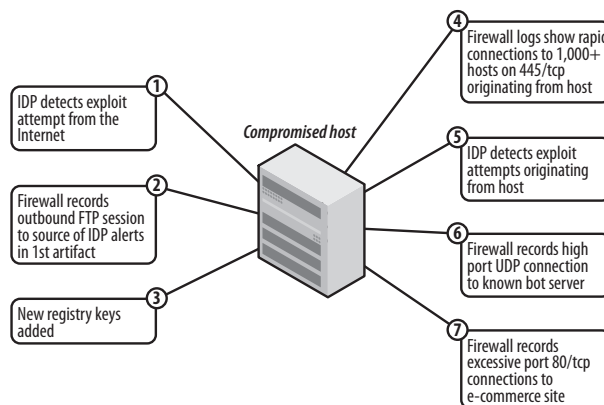 1
IDP detects exploit
attempt from the
Internet
2
Firewall records
outbound FTP session
to source of IDP alerts
in 1st artifact
3
New registry keys
added
Compromised host
4
Firewall logs show rapid
connections to 1,000+
hosts on 445/tcp
originating from host
5
IDP detects exploit
attempts originating
from host
6
Firewall records high
port UDP connection
to known bot server
7
Firewall records
excessive port 80/tcp
connections to
e-commerce site